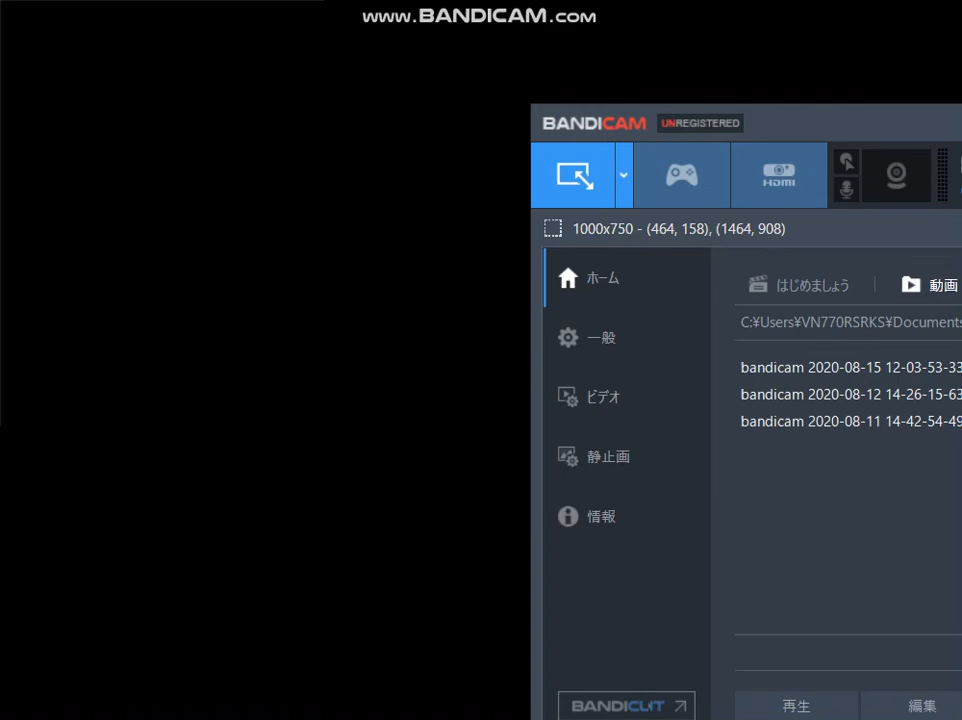 www.BANDICAM.com
BANDICAM UNREGISTERED
HDMI
1000x750 - (464, 158), (1464, 908)
ホーム
はじめましょう
動画
C:¥Users¥VN770RSRKS¥Documents
一般
bandicam 2020-08-15 12-03-53-33
ビデオ
bandicam 2020-08-12 14-26-15-63
bandicam 2020-08-11 14-42-54-49
静止画
情報
BANDICUT
再生
編集